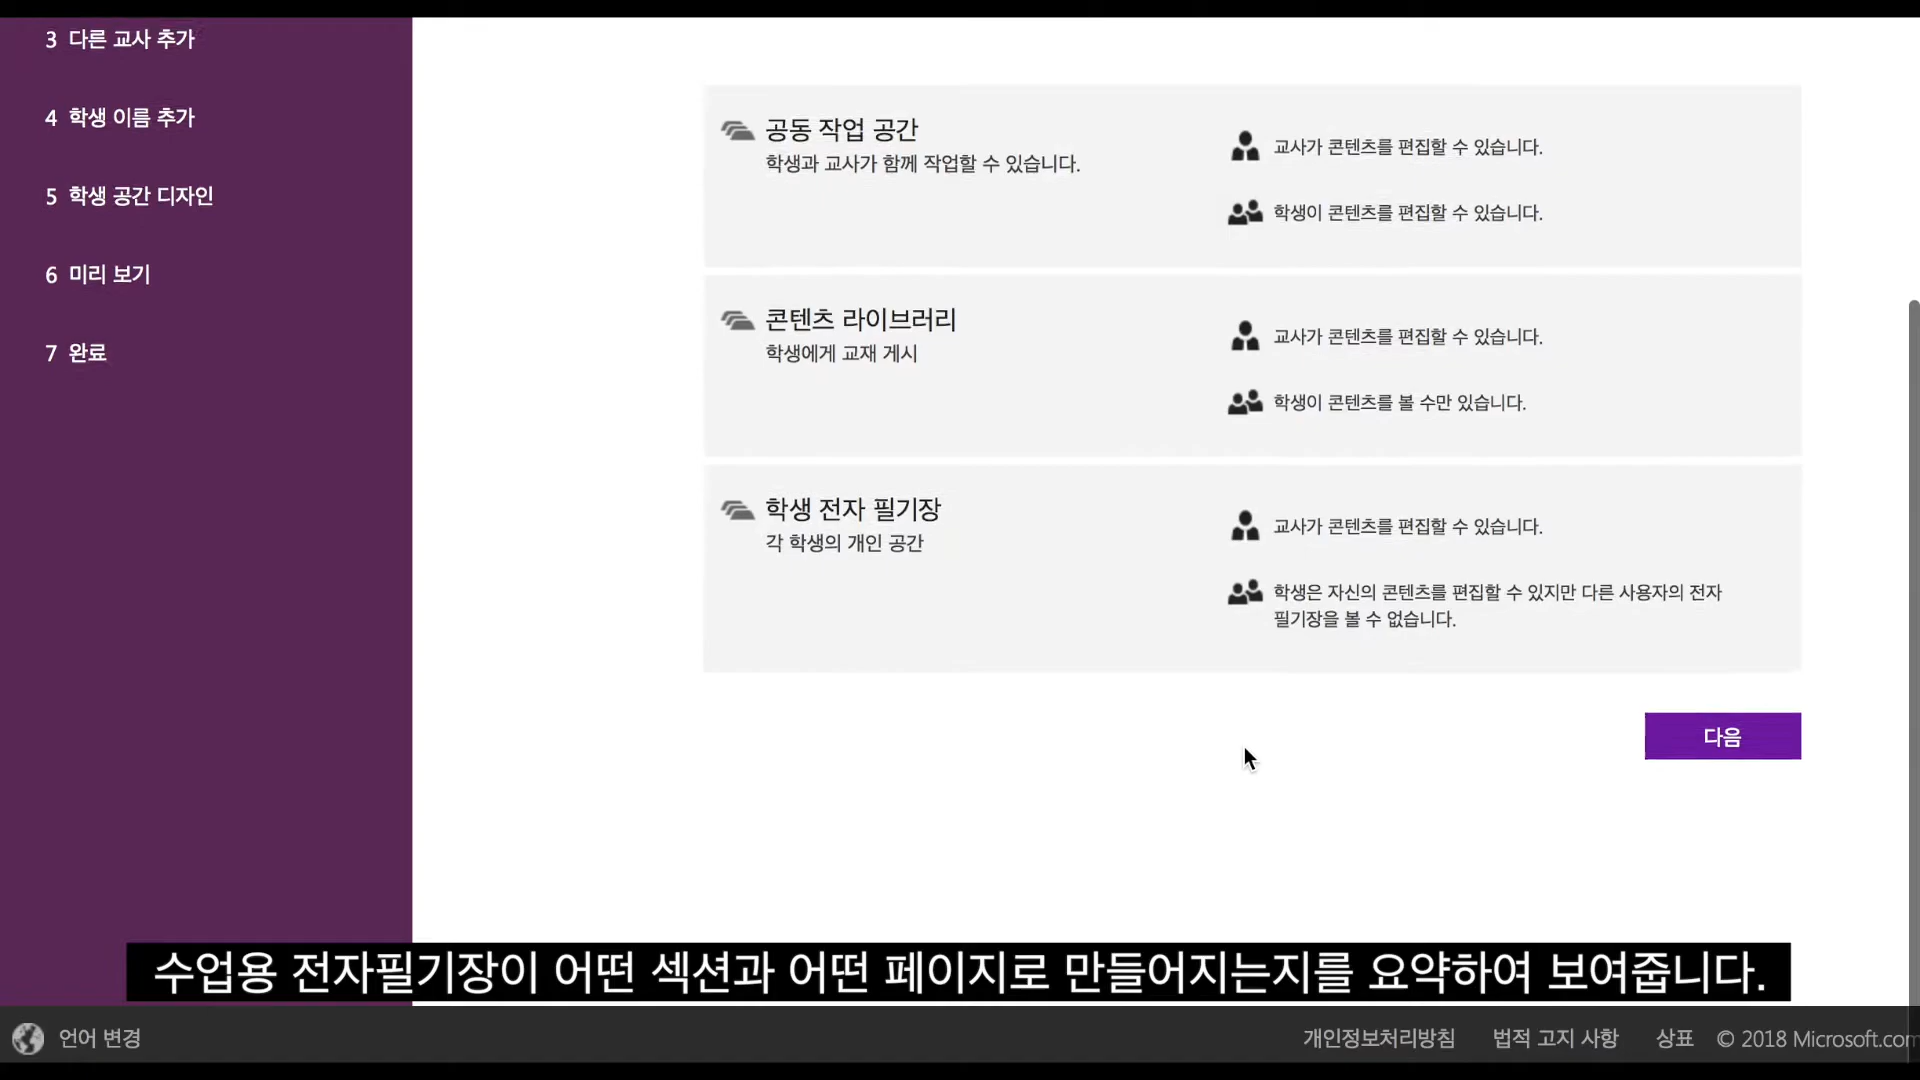 3 다른 교사 추가
4 학생 이름 추가
5 학생 공간 디자인
6 미리 보기
7 완료
공동 작업 공간
학생과 교사가 함께 작업할 수 있습니다.
교사가 콘텐츠를 편집할 수 있습니다.
학생이 콘텐츠를 편집할 수 있습니다.
콘텐츠 라이브러리
학생에게 교재 게시
교사가 콘텐츠를 편집할 수 있습니다.
학생이 콘텐츠를 볼 수만 있습니다.
학생 전자 필기장
각 학생의 개인 공간
교사가 콘텐츠를 편집할 수 있습니다.
학생은 자신의 콘텐츠를 편집할 수 있지만 다른 사용자의 전자
필기장을 볼 수 없습니다.
다음
수업용 전자필기장이 어떤 섹션과 어떤 페이지로 만들어지는지를 요약하여 보여줍니다.
언어 변경
개인정보처리방침 법적 고지 사항 상표 © 2018 Microsoft.com